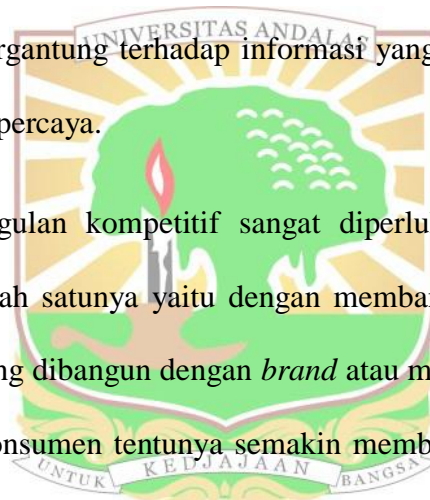 UNIVERSITAS ANDALAS
rgantung terhadap informasi yang
percaya.
gulan kompetitif sangat diperlu
ah satunya yaitu dengan memba
ng dibangun dengan brand atau m
onsumen tentunya semakin memb
UNTUK KEDJAJAAN BANGSA